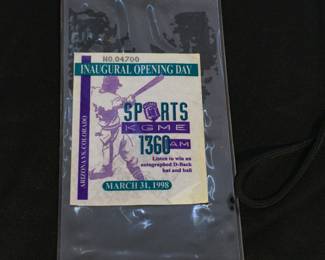 NO.04700
INAUGURAL OPENING DAY
ARIZONA VS. COLORADO
SPORTS
KGME
1360 AM
Listen to win an
autographed D-Back
hat and ball
MARCH 31, 1998